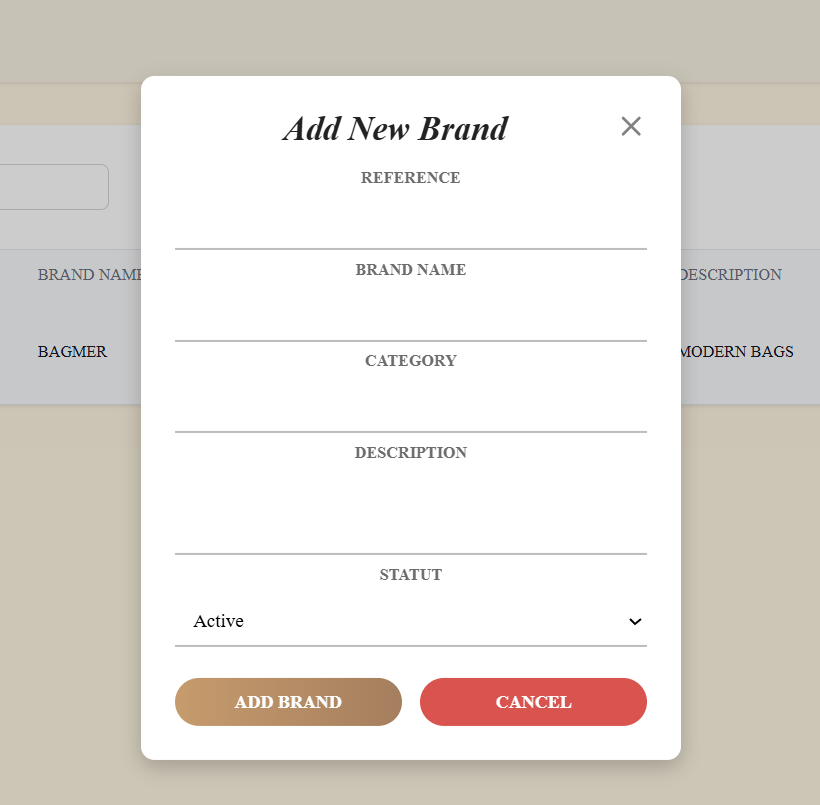 Add New Brand
REFERENCE
BRAND NAME
BRAND NAME
DESCRIPTION
BAGMER
MODERN BAGS
CATEGORY
DESCRIPTION
STATUT
Active
ADD BRAND
CANCEL